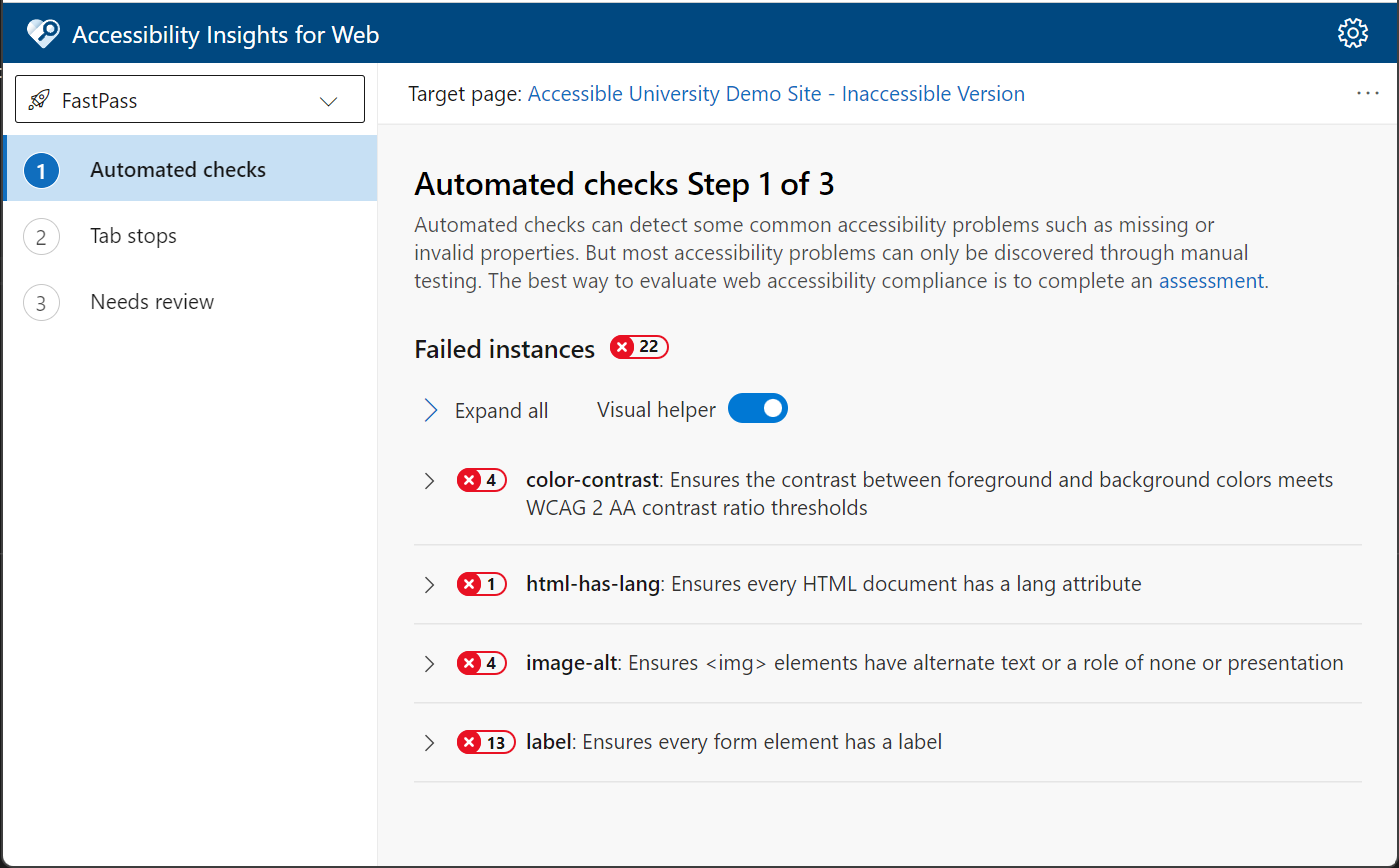 Accessibility Insights for Web
FastPass
Target page: Accessible University Demo Site - Inaccessible Version
1 Automated checks
2 Tab stops
3 Needs review
Automated checks Step 1 of 3
Automated checks can detect some common accessibility problems such as missing or
invalid properties. But most accessibility problems can only be discovered through manual
testing. The best way to evaluate web accessibility compliance is to complete an assessment.
Failed instances 22
Expand all Visual helper
4 color-contrast: Ensures the contrast between foreground and background colors meets
WCAG 2 AA contrast ratio thresholds
1 html-has-lang: Ensures every HTML document has a lang attribute
4 image-alt: Ensures <img> elements have alternate text or a role of none or presentation
13 label: Ensures every form element has a label